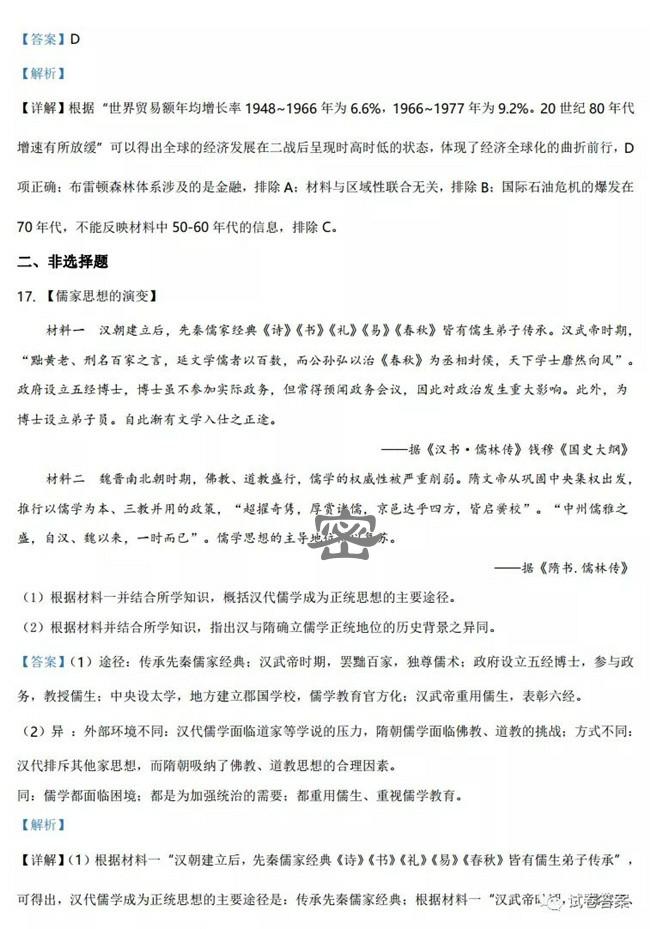 【答案】D
【解析】
【详解】根据“世界贸易额年均增长率 1948~1966 年为 6.6%，1966~1977 年为 9.2%。20 世纪 80 年代
增速有所放缓”可以得出全球的经济发展在二战后呈现时高时低的状态，体现了经济全球化的曲折前行，D
项正确；布雷顿森林体系涉及的是金融，排除 A；材料与区域性联合无关，排除 B；国际石油危机的爆发在
70 年代，不能反映材料中 50-60 年代的信息，排除 C。
二、非选择题
17. 【儒家思想的演变】
材料一 汉朝建立后，先秦儒家经典《诗》《书》《礼》《易》《春秋》皆有儒生弟子传承。汉武帝时期，
“黜黄老、刑名百家之言，延文学儒者以百数，而公孙弘以治《春秋》为丞相封侯，天下学士靡然向风”。
政府设立五经博士，博士虽不参加实际政务，但常得预闻政务会议，因此对政治发生重大影响。此外，为
博士设立弟子员。自此渐有文学入仕之正途。
——据《汉书·儒林传》钱穆《国史大纲》
材料二 魏晋南北朝时期，佛教、道教盛行，儒学的权威性被严重削弱。隋文帝从巩固中央集权出发，
推行以儒学为本、三教并用的政策，“超擢奇隽，厚赏诸儒，京邑达乎四方，皆启黉校”。“中州儒雅之
盛，自汉、魏以来，一时而已”。儒学思想的主导地位 苏。
密
——据《隋书.儒林传》
（1）根据材料一并结合所学知识，概括汉代儒学成为正统思想的主要途径。
（2）根据材料并结合所学知识，指出汉与隋确立儒学正统地位的历史背景之异同。
【答案】（1）途径：传承先秦儒家经典；汉武帝时期，罢黜百家，独尊儒术；政府设立五经博士，参与政
务，教授儒生；中央设太学，地方建立郡国学校，儒学教育官方化；汉武帝重用儒生，表彰六经。
（2）异 ：外部环境不同：汉代儒学面临道家等学说的压力，隋朝儒学面临佛教、道教的挑战；方式不同：
汉代排斥其他家思想，而隋朝吸纳了佛教、道教思想的合理因素。
同：儒学都面临困境；都是为加强统治的需要；都重用儒生、重视儒学教育。
【解析】
【详解】（1）根据材料一“汉朝建立后，先秦儒家经典《诗》《书》《礼》《易》《春秋》皆有儒生弟子传承”，
可得出，汉代儒学成为正统思想的主要途径是：传承先秦儒家经典；根据材料一“汉武帝时期，
试卷答案